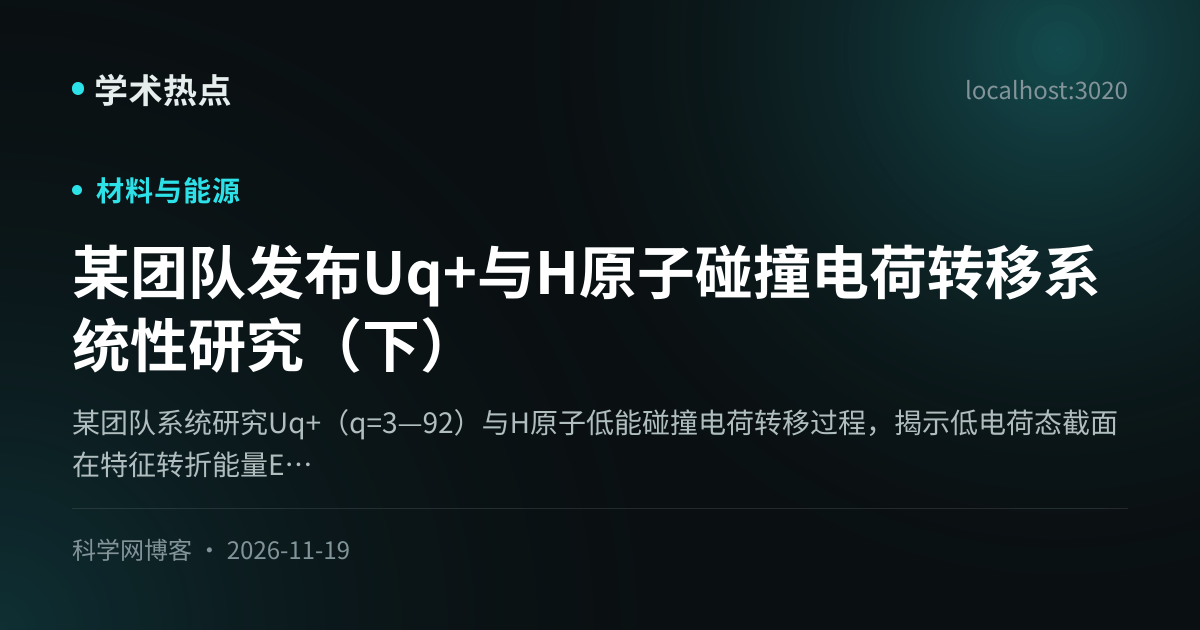 学术热点
localhost:3020
材料与能源
某团队发布Uq+与H原子碰撞电荷转移系
统性研究（下）
某团队系统研究Uq+（q=3—92）与H原子低能碰撞电荷转移过程，揭示低电荷态截面
在特征转折能量E…
科学网博客 · 2026-11-19